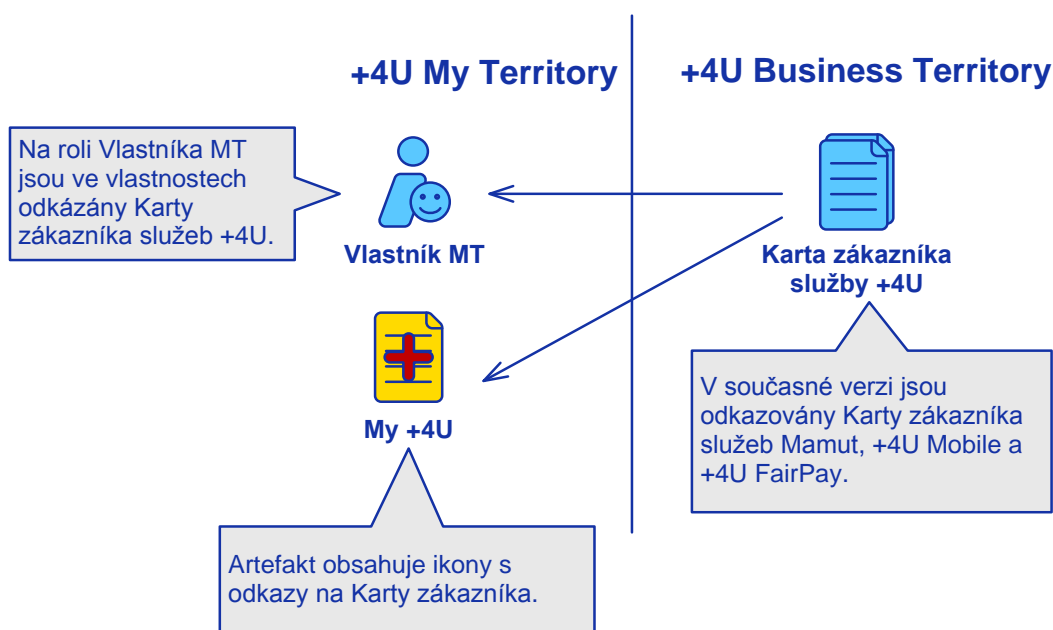 +4U My Territory
+4U Business Territory
Na roli Vlastníka MT
jsou ve vlastnostech
odkázány Karty
zákazníka služeb +4U.
Vlastník MT
Karta zákazníka
služby +4U
My +4U
V současné verzi jsou
odkazovány Karty zákazníka
služeb Mamut, +4U Mobile a
+4U FairPay.
Artefakt obsahuje ikony s
odkazy na Karty zákazníka.